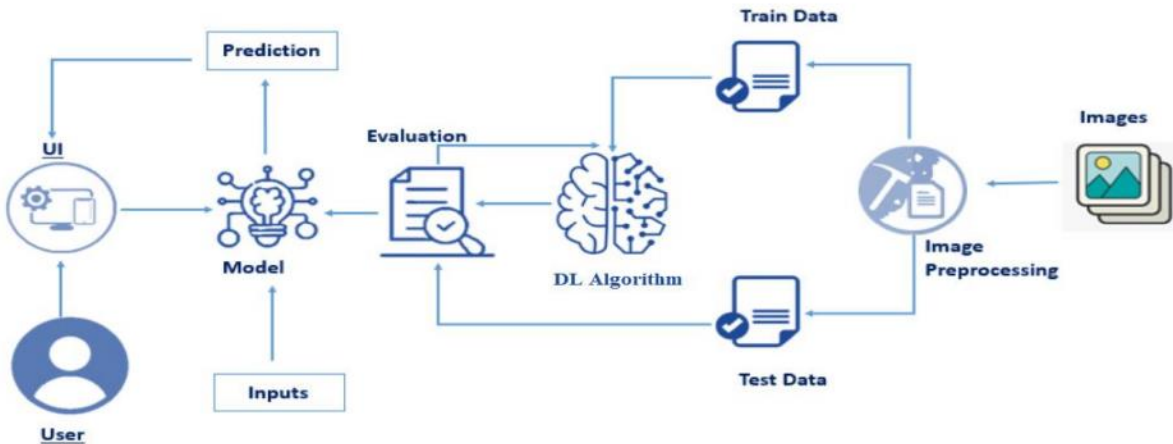 Train Data
Prediction
Images
Evaluation
UI
Model
DL Algorithm
Image
Preprocessing
Inputs
Test Data
User